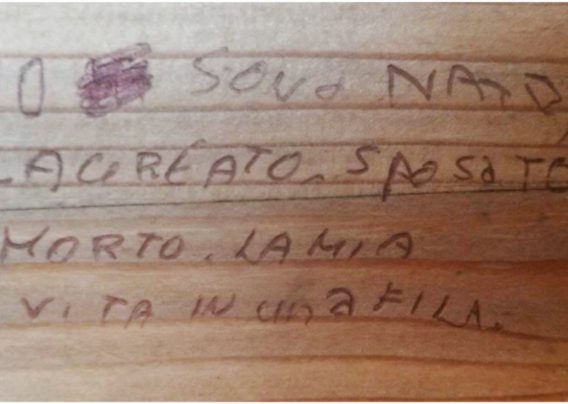 O SONO NATO,
LAUREATO. SPOSATO
MORTO. LA MIA
VITA IN UNA FILA.